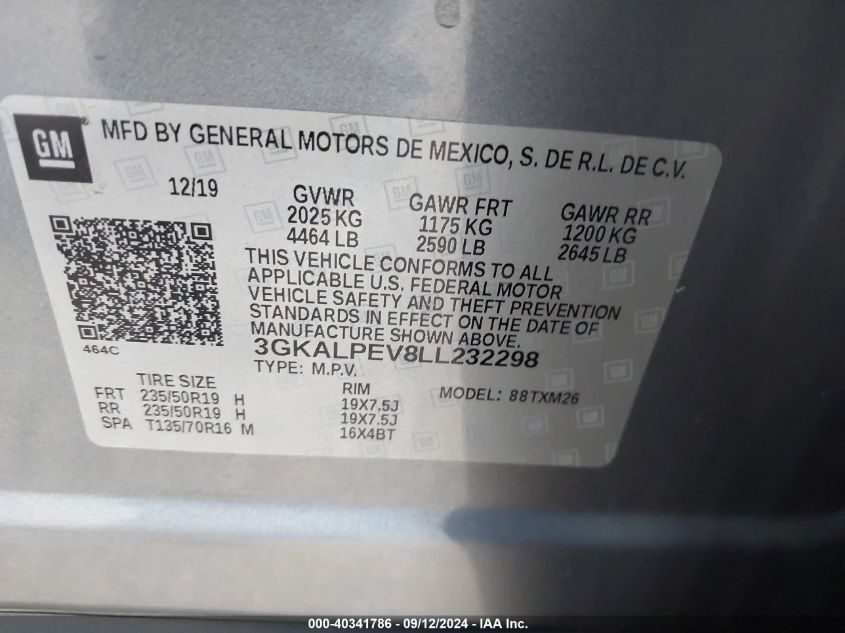 GM
MFD BY GENERAL MOTORS DE MEXICO, S. DE R.L. DE C.V.
12/19
GVWR GAWR FRT GAWR RR
2025 KG 1175 KG 1200 KG
4464 LB 2590 LB 2645 LB
THIS VEHICLE CONFORMS TO ALL
APPLICABLE U.S. FEDERAL MOTOR
VEHICLE SAFETY AND THEFT PREVENTION
STANDARDS IN EFFECT ON THE DATE OF
MANUFACTURE SHOWN ABOVE.
464C
3GKALPEV8LL232298
TYPE: M.P.V.
TIRE SIZE RIM MODEL: 88TXM26
FRT 235/50R19 H 19X7.5J
RR 235/50R19 H 19X7.5J
SPA T135/70R16 M 16X4BT
000-40341786 - 09/12/2024 - IAA Inc.